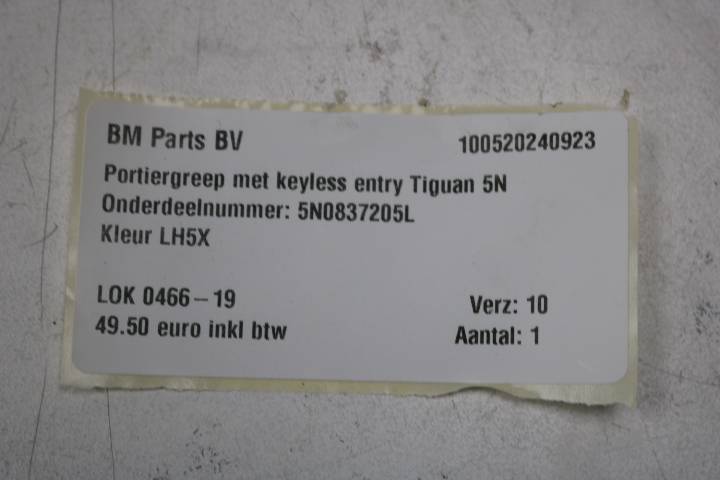 BM Parts BV 100520240923
Portiergreep met keyless entry Tiguan 5N
Onderdeelnummer: 5N0837205L
Kleur LH5X
LOK 0466-19 Verz: 10
49.50 euro inkl btw Aantal: 1